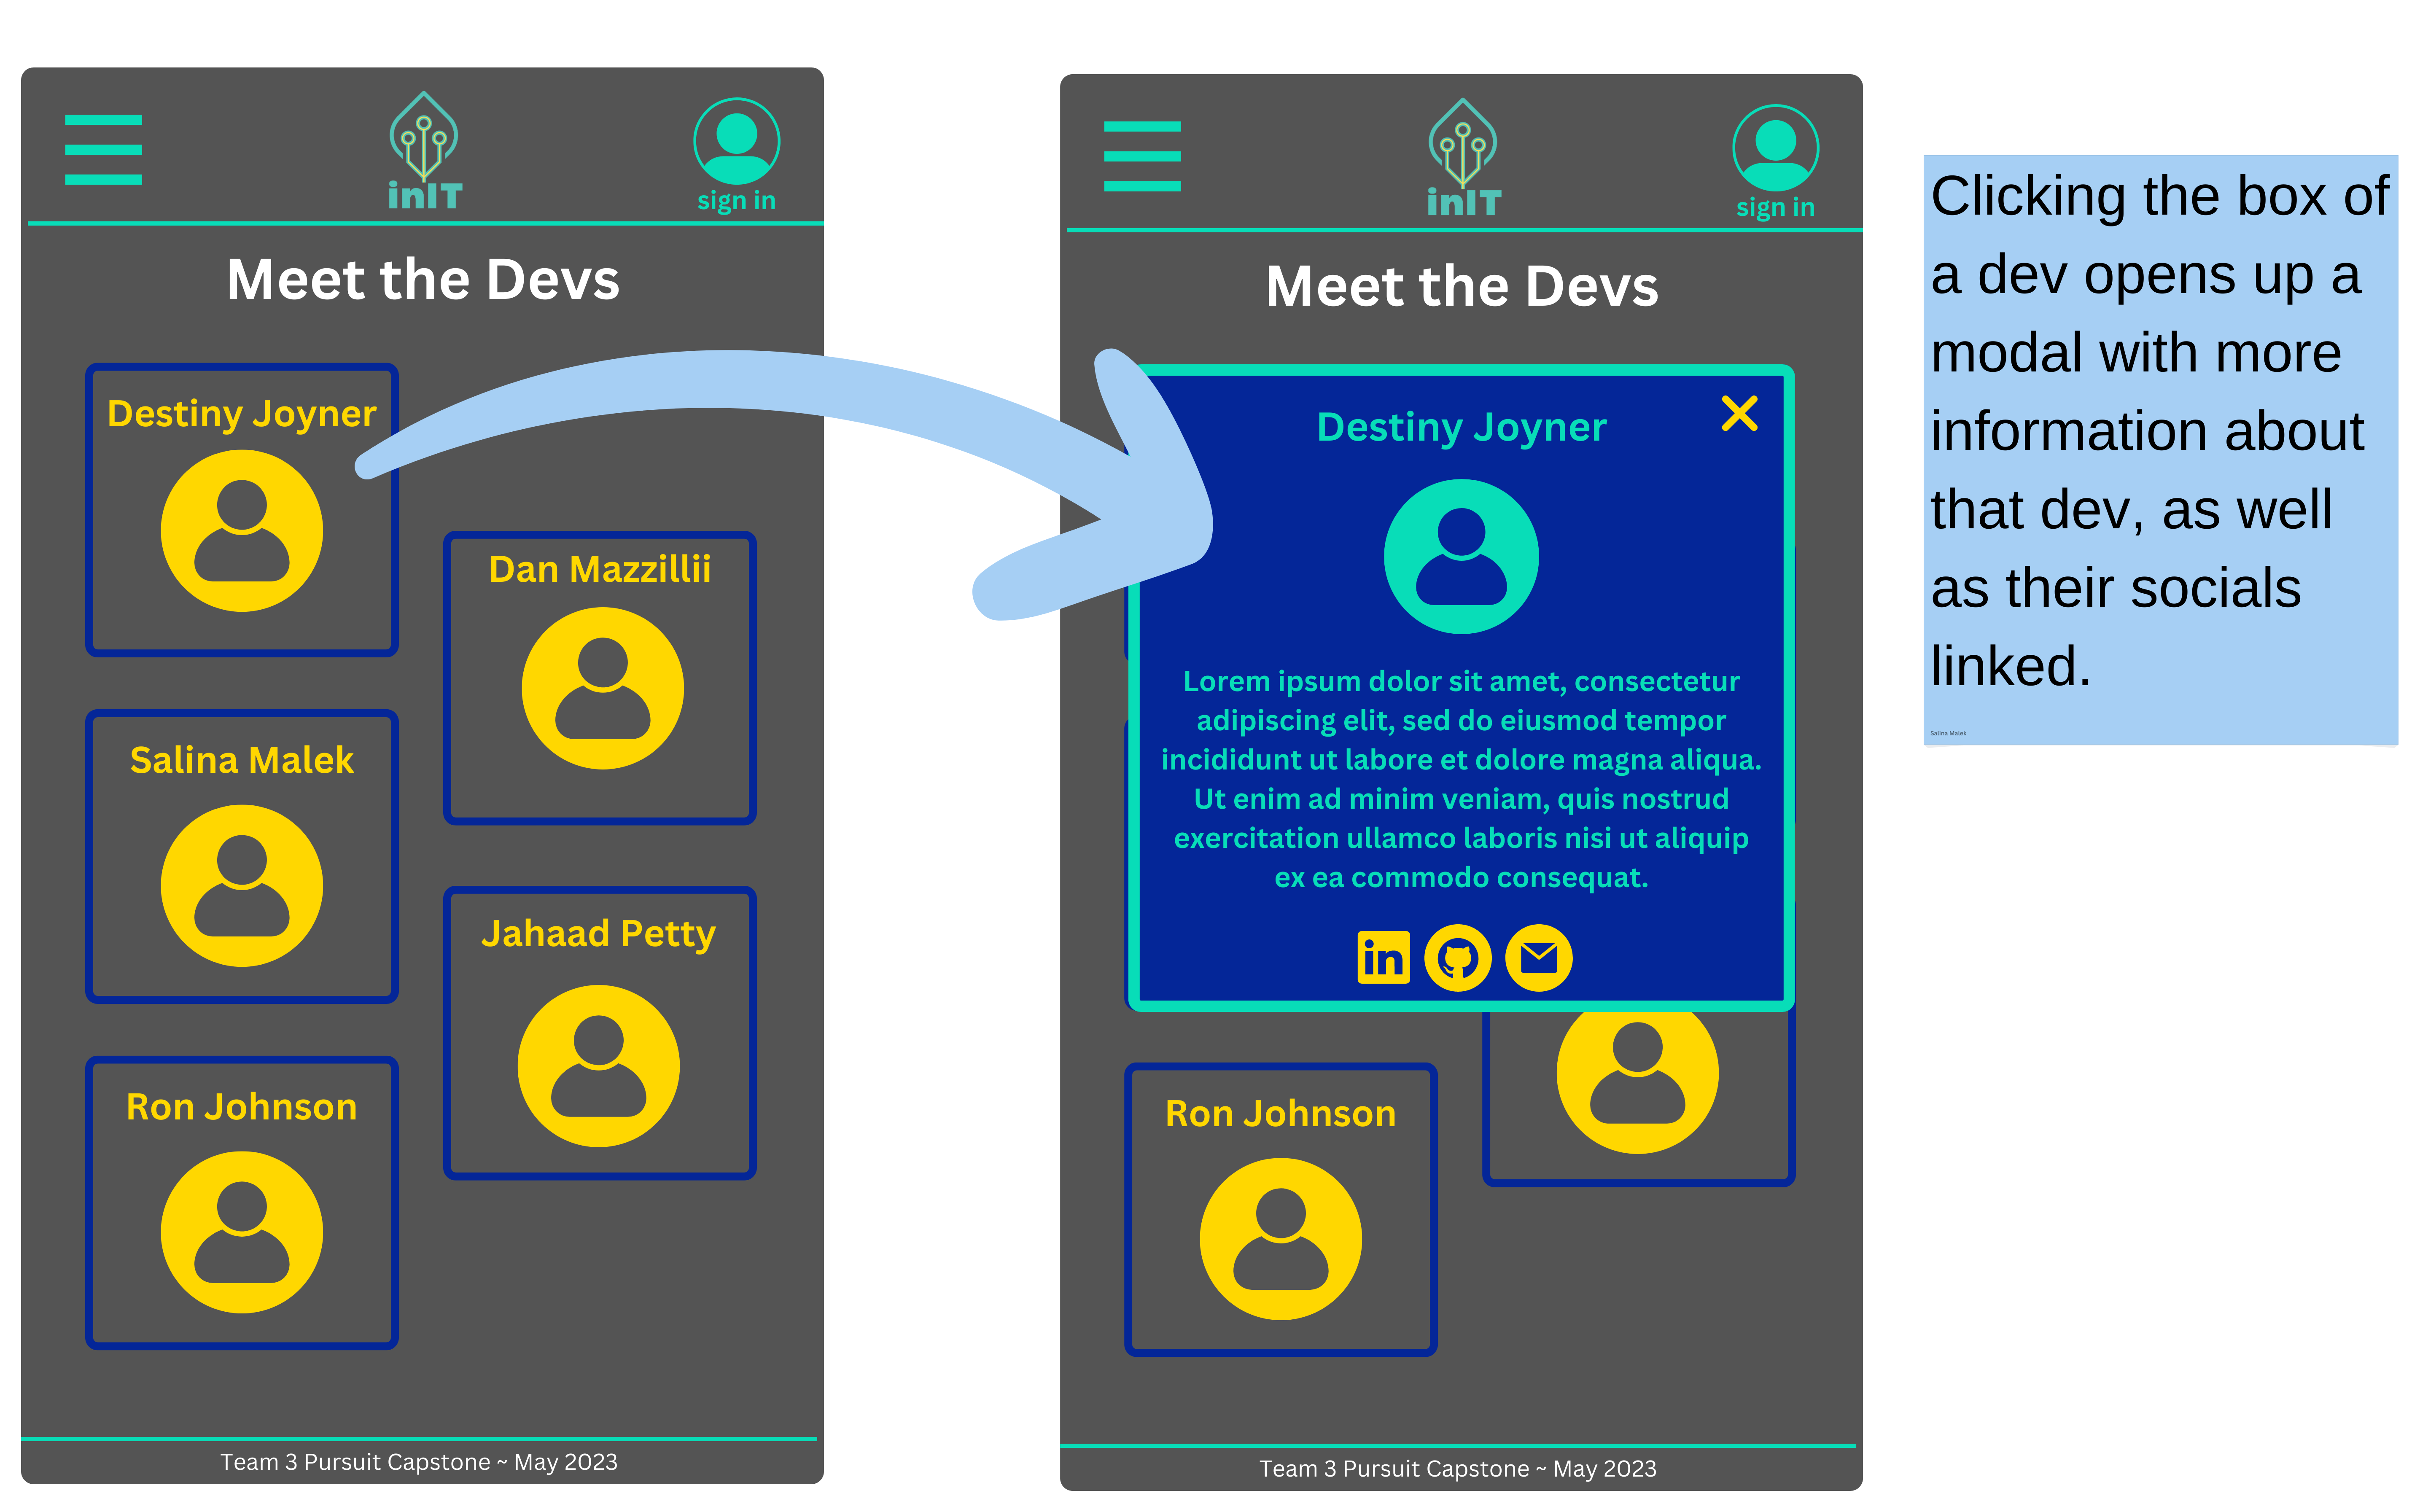 inIT
sign in
Meet the Devs
Destiny Joyner
Dan Mazzillii
Salina Malek
Jahaad Petty
Ron Johnson
Team 3 Pursuit Capstone ~ May 2023
inIT
sign in
Meet the Devs
Destiny Joyner
Lorem ipsum dolor sit amet, consectetur
adipiscing elit, sed do eiusmod tempor
incididunt ut labore et dolore magna aliqua.
Ut enim ad minim veniam, quis nostrud
exercitation ullamco laboris nisi ut aliquip
ex ea commodo consequat.
in
Ron Johnson
Team 3 Pursuit Capstone ~ May 2023
Clicking the box of
a dev opens up a
modal with more
information about
that dev, as well
as their socials
linked.
Salina Malek